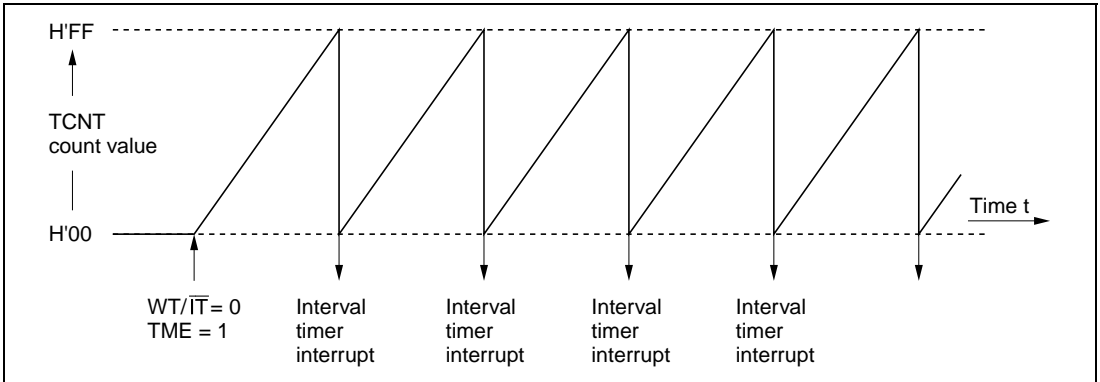 H'FF
TCNT
count value
H'00
Time t
WT/I̅T̅ = 0
TME = 1
Interval
timer
interrupt
Interval
timer
interrupt
Interval
timer
interrupt
Interval
timer
interrupt